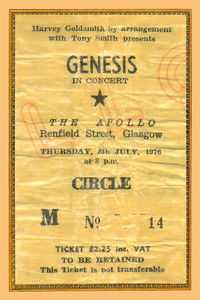 Harvey Goldsmith by arrangement
with Tony Smith presents
GENESIS
IN CONCERT
THE APOLLO
Renfield Street, Glasgow
THURSDAY, 8th JULY, 1976
at 8 p.m.
CIRCLE
M No 14
TICKET £2.25 inc. VAT
TO BE RETAINED
This Ticket is not transferable